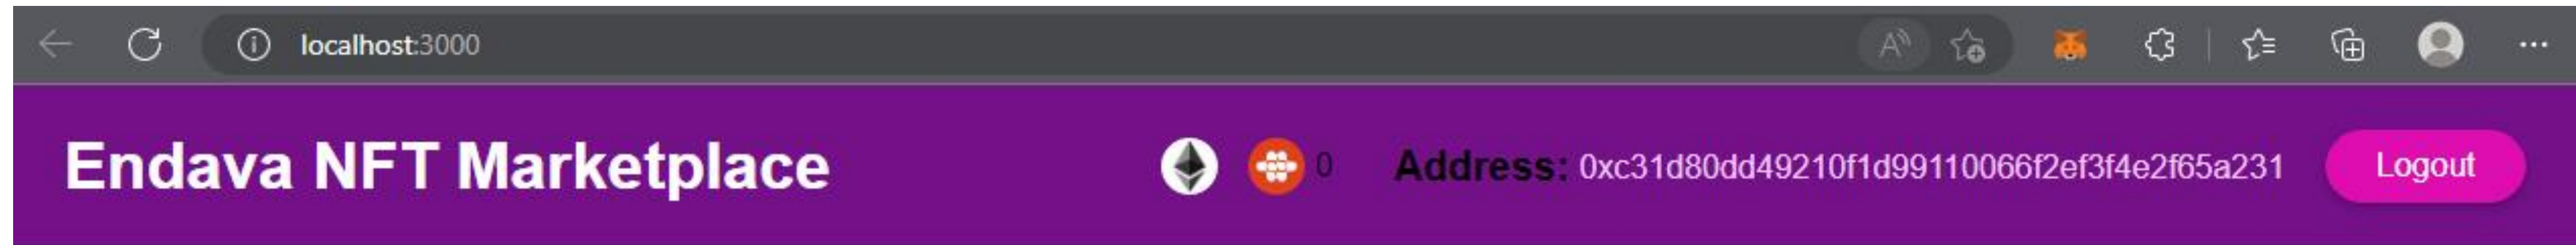 localhost:3000
Endava NFT Marketplace 0 Address: 0xc31d80dd49210f1d99110066f2ef3f4e2f65a231 Logout